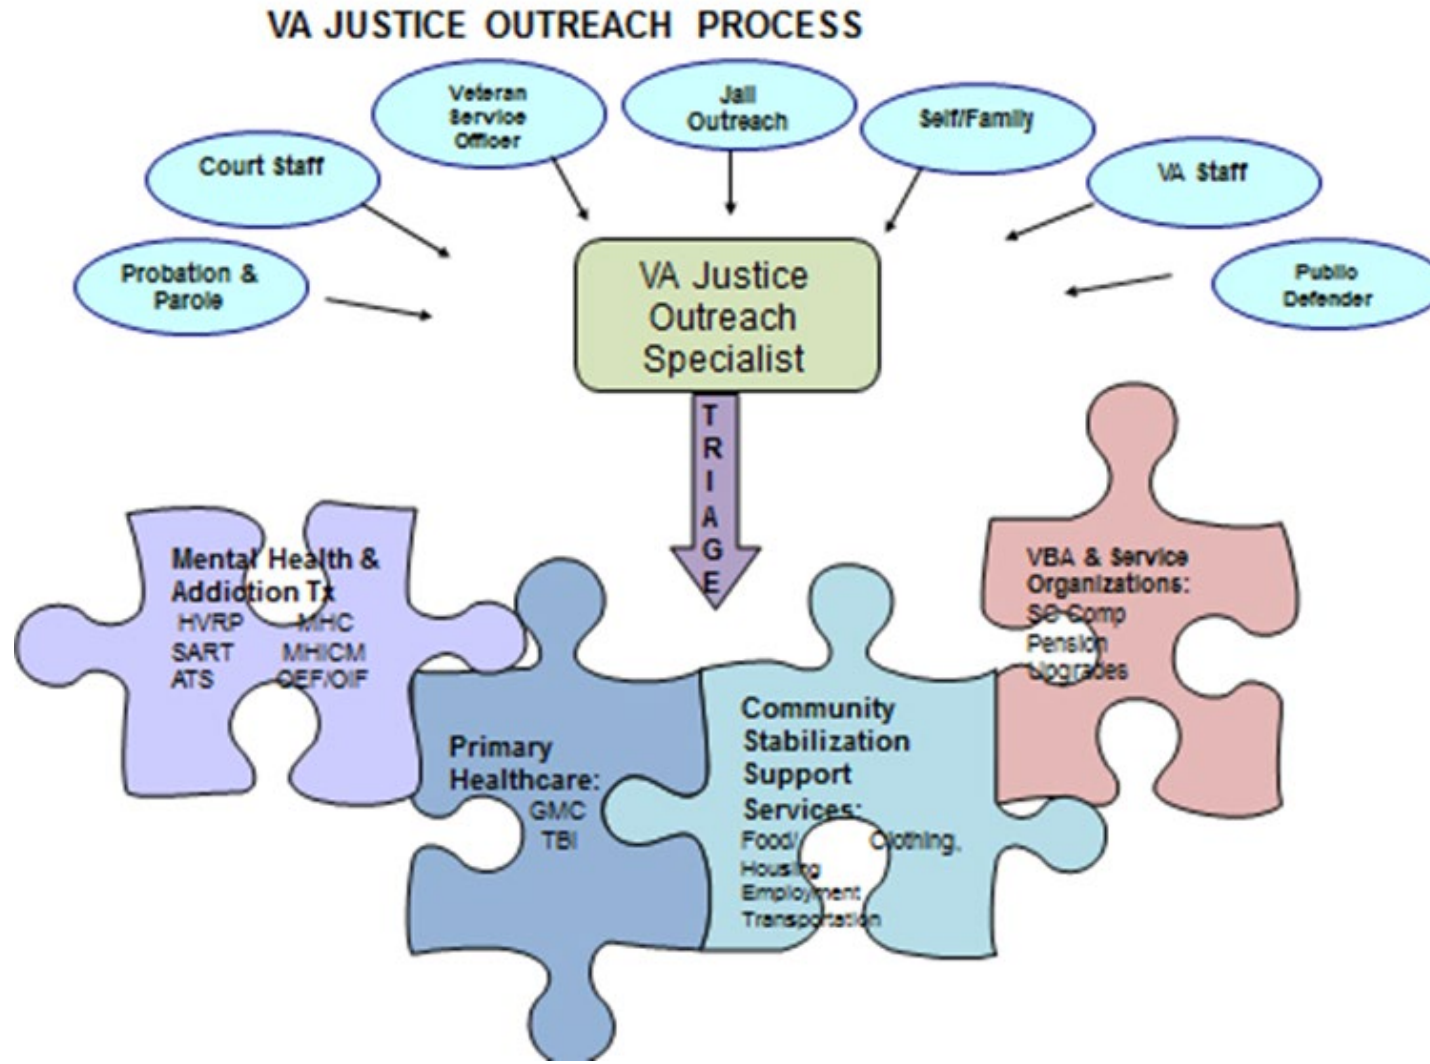 VA JUSTICE OUTREACH PROCESS
Veteran
Service
Officer
Jail
Outreach
Self/Family
Court Staff
VA Staff
Probation &
Parole
Public
Defender
VA Justice
Outreach
Specialist
TRIAGE
Mental Health &
Addiction Tx
HVRP MHC
SART MHICM
ATS OEF/OIF
Primary
Healthcare:
GMC
TBI
Community
Stabilization
Support
Services:
Food/ Clothing,
Housing
Employment
Transportation
VBA & Service
Organizations:
SC Comp
Pension
Upgrades